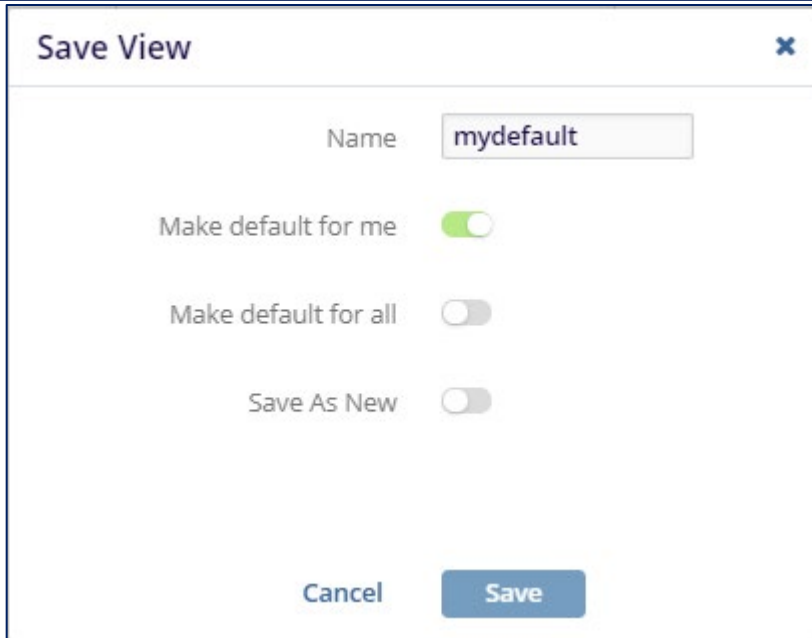 Save View
Name mydefault
Make default for me
Make default for all
Save As New
Cancel Save